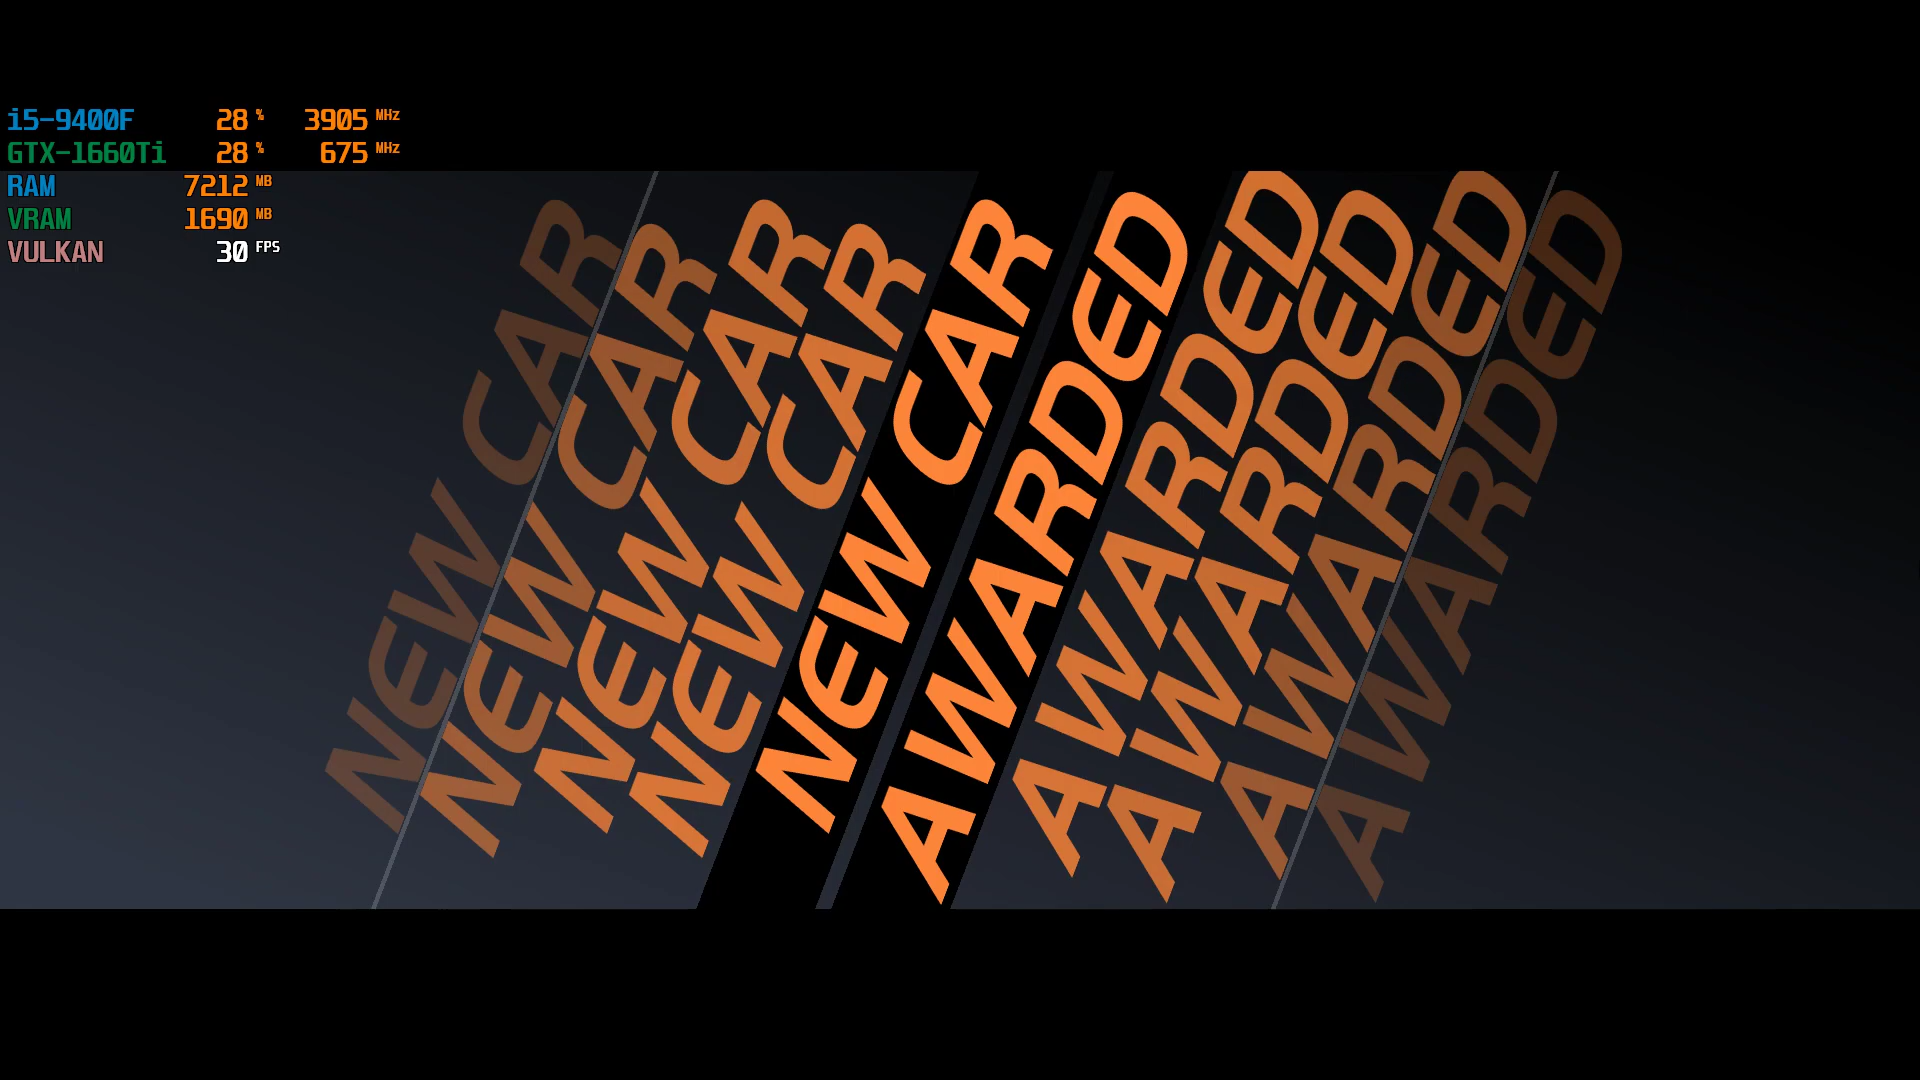 i5-9400F 28 % 3905 MHz
GTX-1660Ti 28 % 675 MHz
RAM 7212 MB
VRAM 1690 MB
VULKAN 30 FPS
NEW CAR
NEW CAR
NEW CAR
NEW CAR
NEW CAR
AWARDED
AWARDED
AWARDED
AWARDED
AWARDED